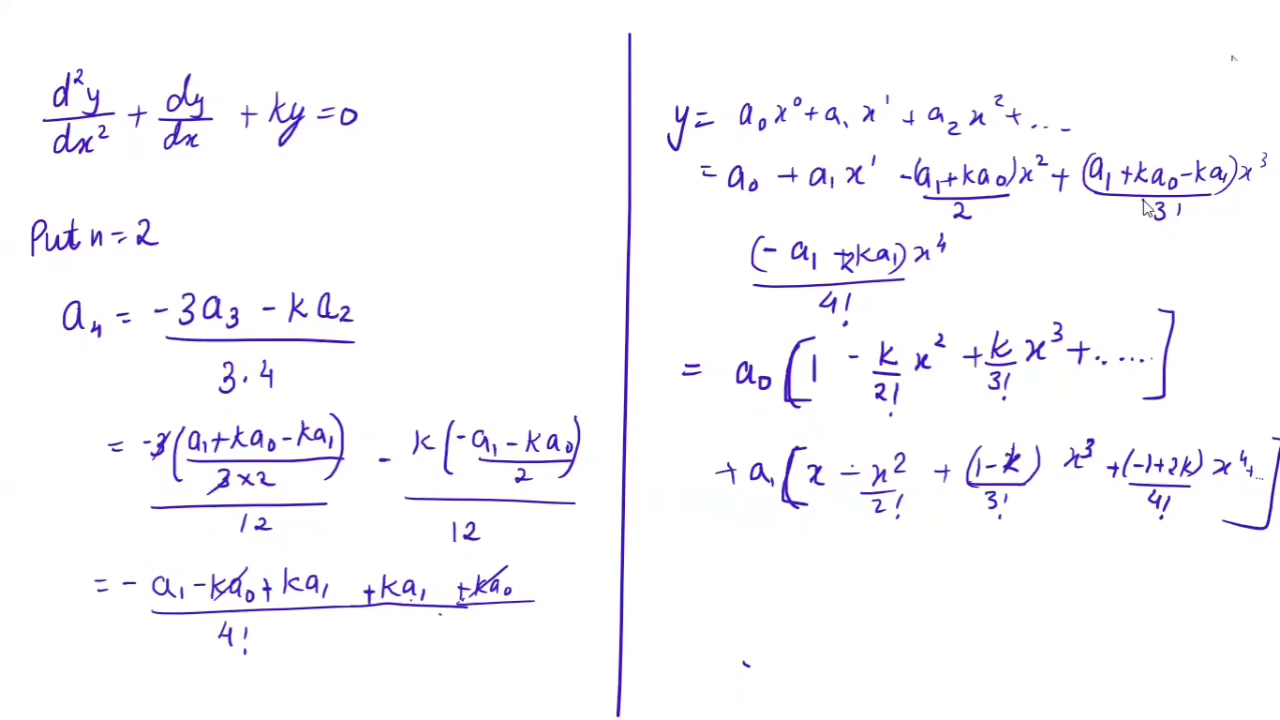 d²y/dx² + dy/dx + ky = 0
Put n = 2
a₄ = (-3a₃ - ka₂)/(3·4)
= (-3((a₁ + ka₀ - ka₁)/(3×2)))/12 - (k((-a₁ - ka₀)/2))/12
= (-a₁ - ka₀ + ka₁ + ka₁ + ka₀)/4!
y = a₀x⁰ + a₁x¹ + a₂x² + ...
= a₀ + a₁x¹ - (a₁ + ka₀)x²/2 + (a₁ + ka₀ - ka₁)x³/3!
(-a₁ + 2ka₁)x⁴/4!
= a₀[1 - k/2! x² + k/3! x³ + ......]
+ a₁[x - x²/2! + (1-k)/3! x³ + (-1+2k)/4! x⁴ + ...]